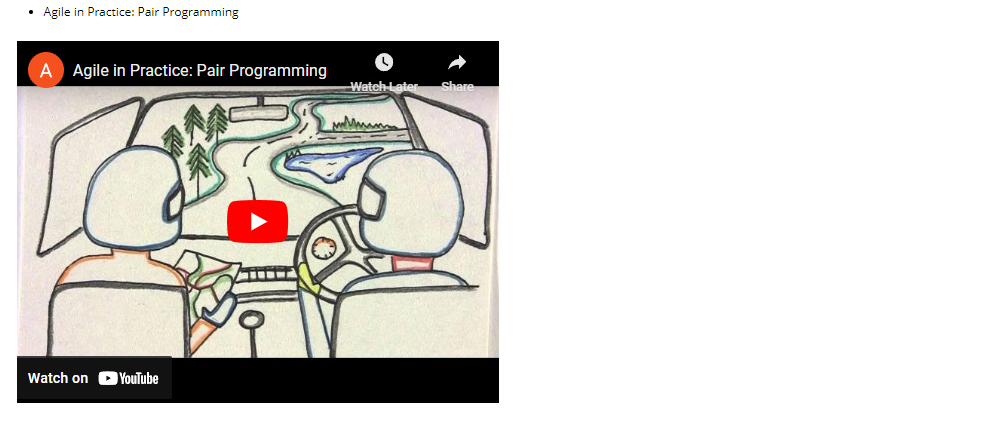 Agile in Practice: Pair Programming
A Agile in Practice: Pair Programming
Watch Later Share
Watch on YouTube